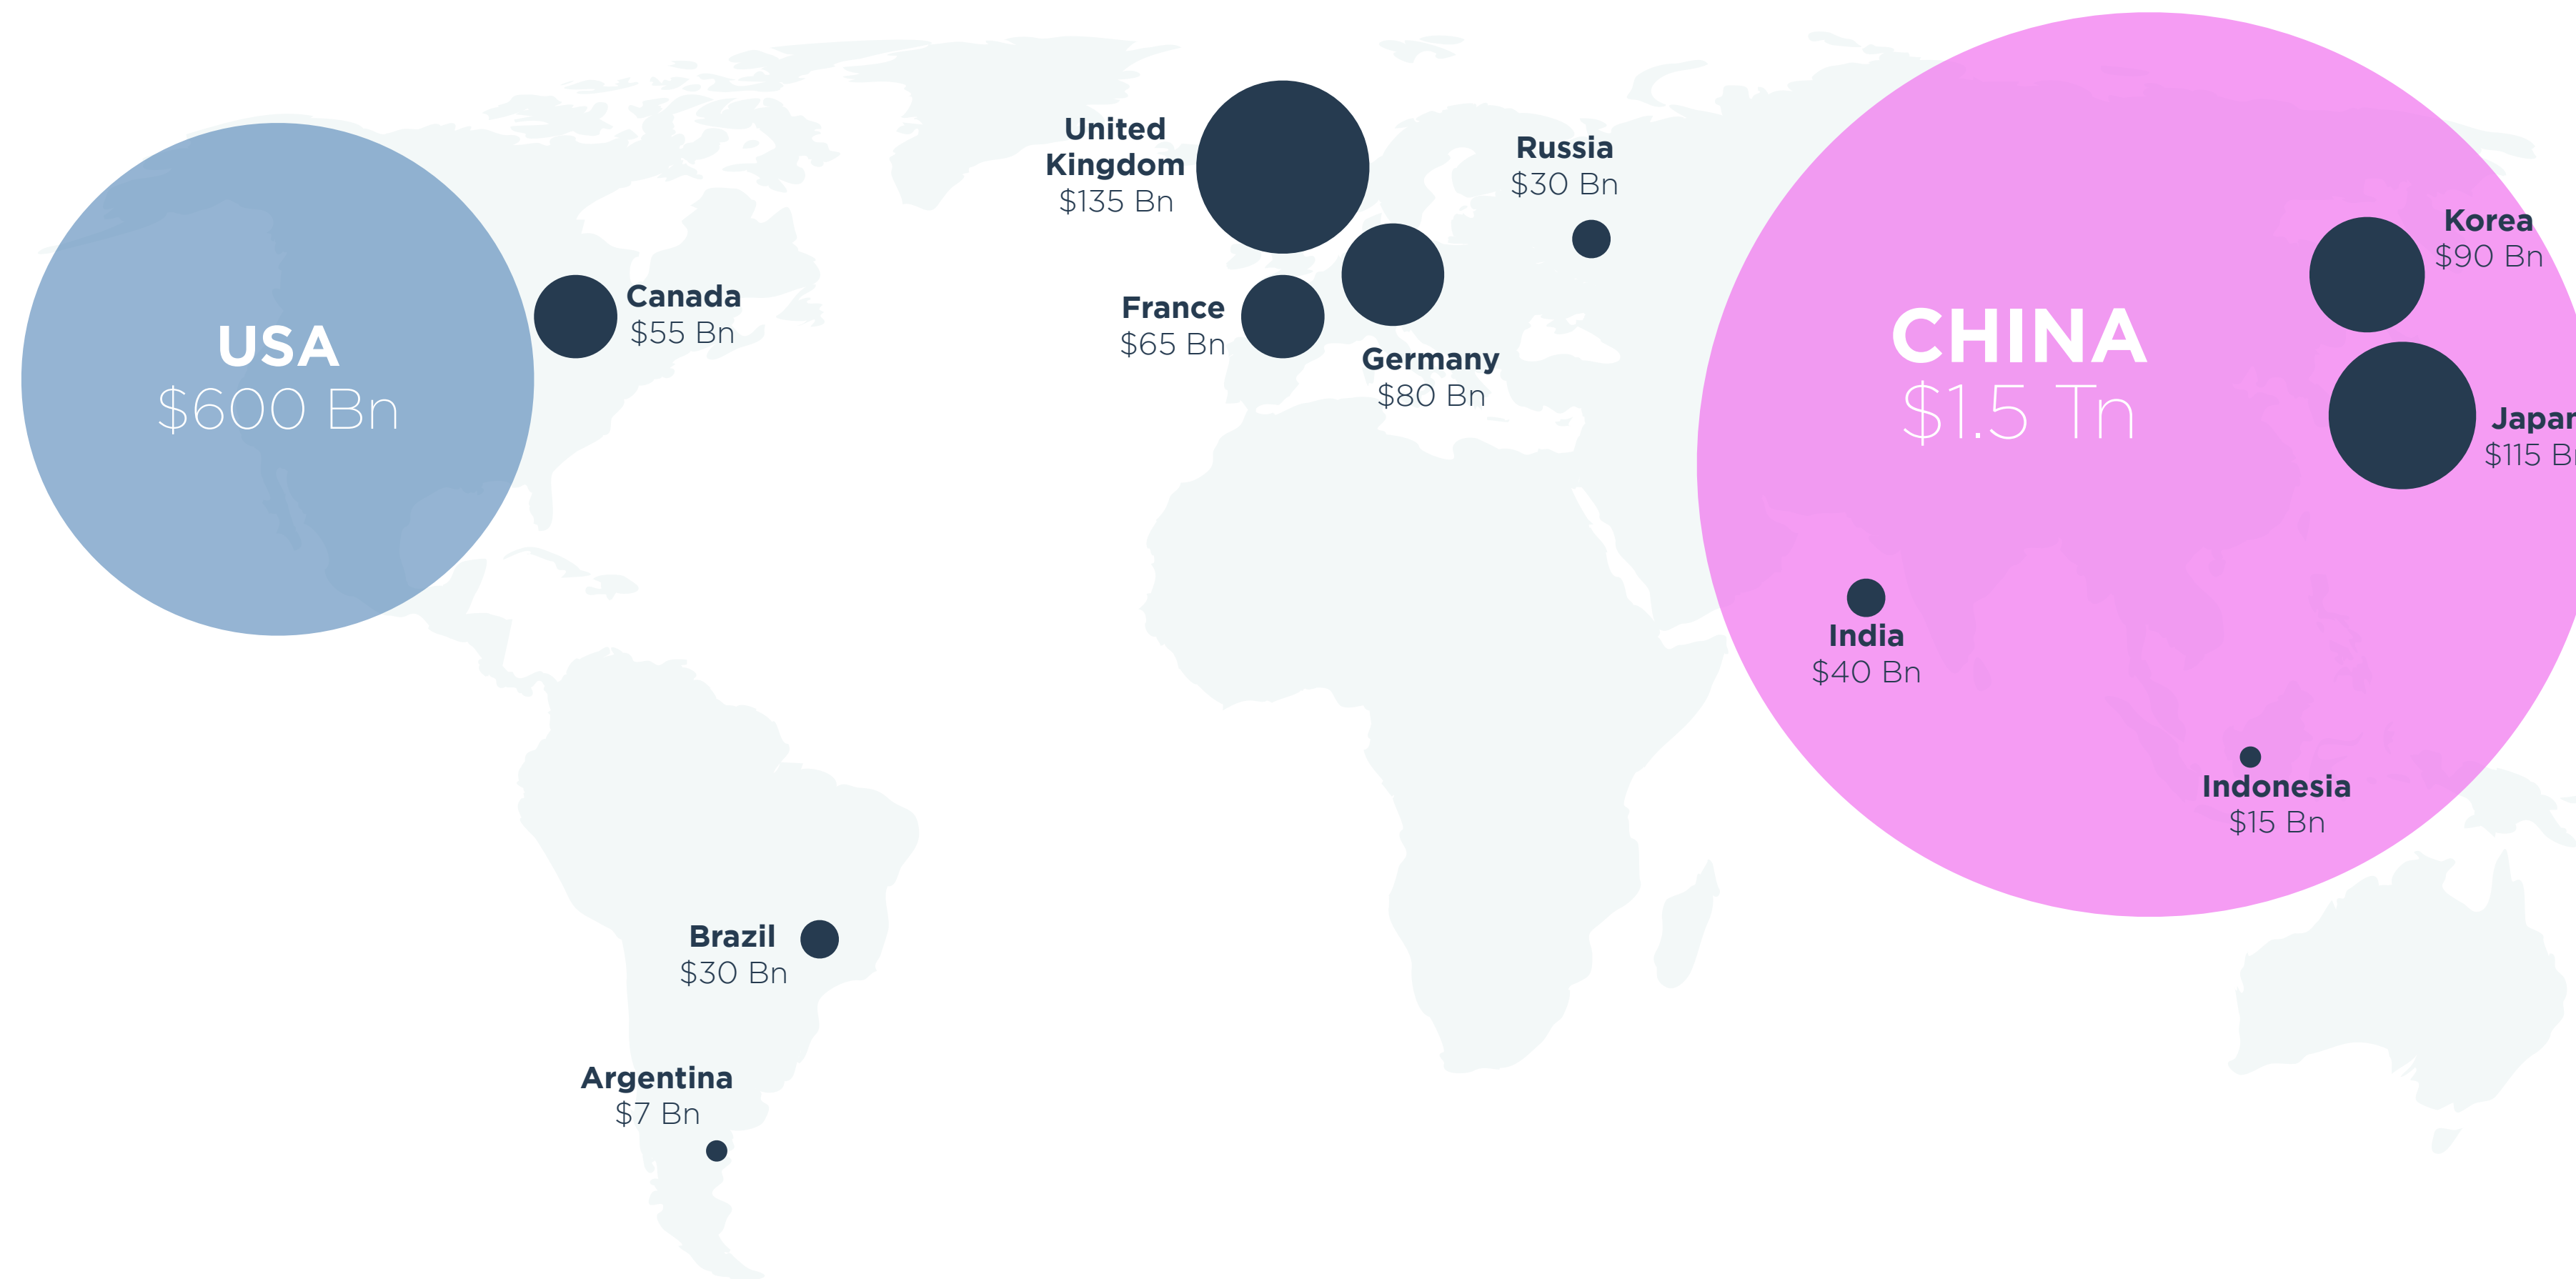 United
Kingdom
$135 Bn
Russia
$30 Bn
Korea
$90 Bn
Canada
$55 Bn
France
$65 Bn
USA
$600 Bn
CHINA
$1.5 Tn
Germany
$80 Bn
$115
India
$40 Bn
Indonesia
$15 Bn
Brazil
$30 Bn
Argentina
$7 Bn